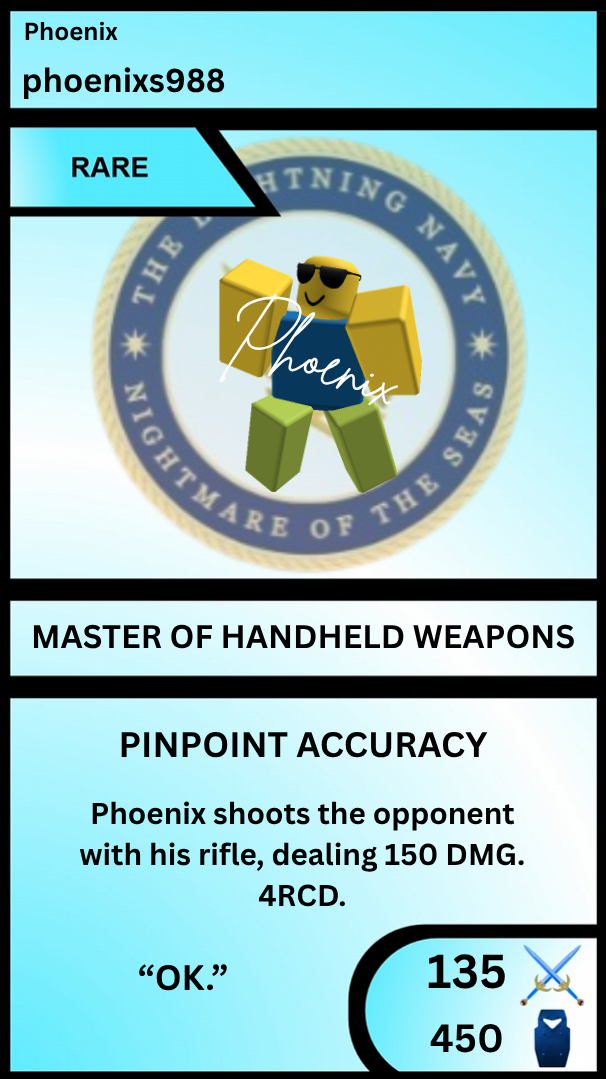 Phoenix
phoenixs988
RARE
THE L GHTNING NAVY
NIGHTMARE OF THE SEAS
Phoenix
MASTER OF HANDHELD WEAPONS
PINPOINT ACCURACY
Phoenix shoots the opponent
with his rifle, dealing 150 DMG.
4RCD.
“OK.”
135
450